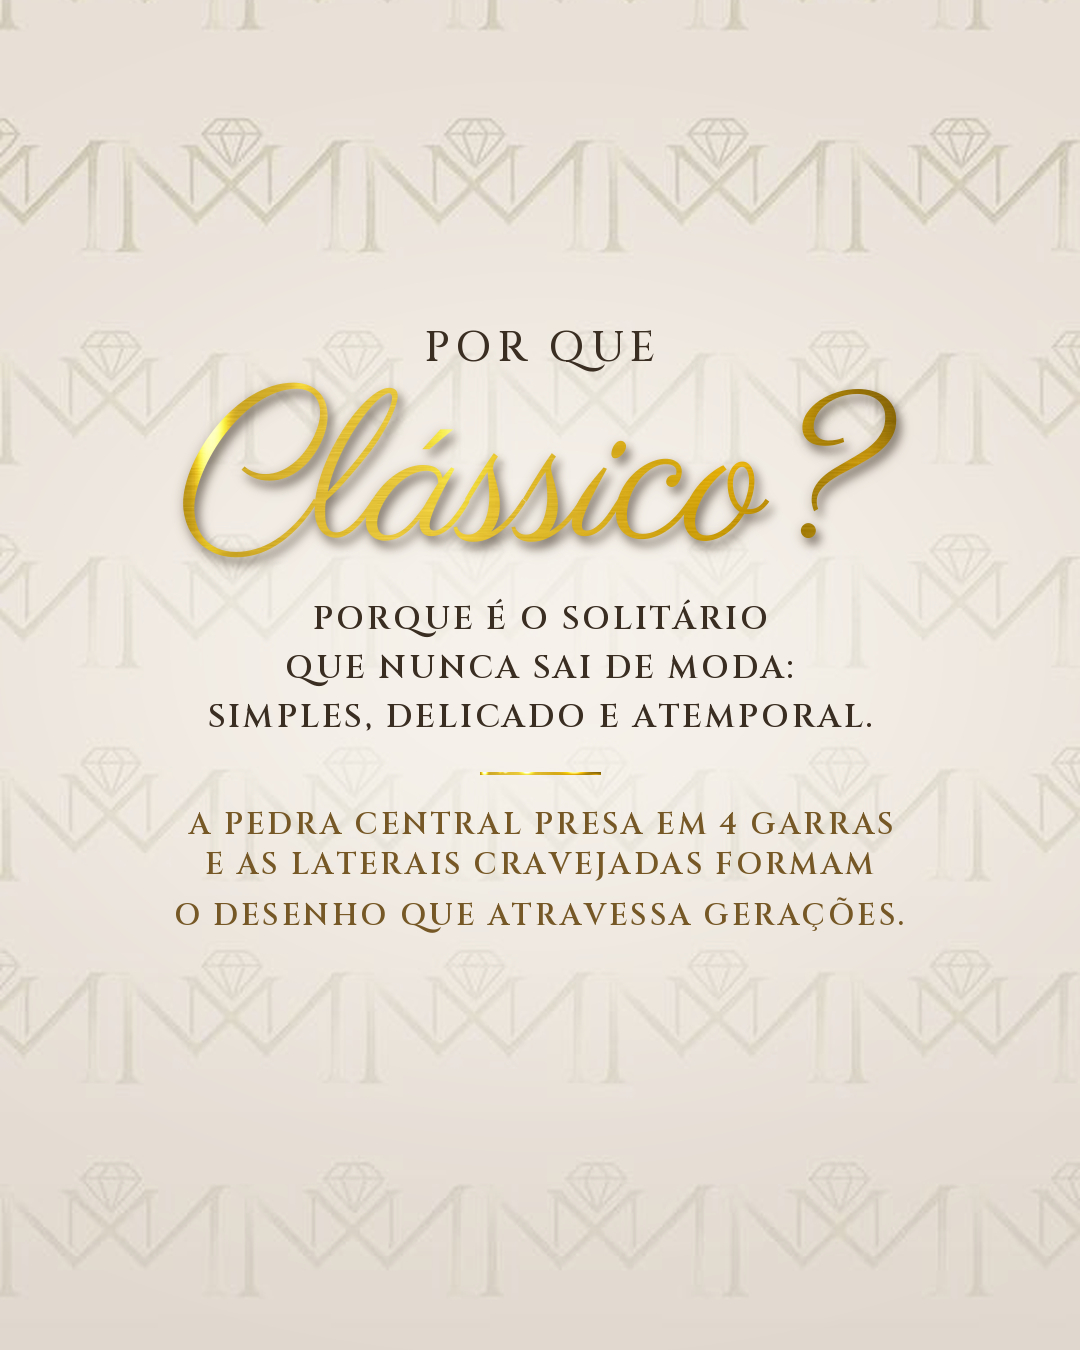 POR QUE
Clássico?
PORQUE É O SOLITÁRIO
QUE NUNCA SAI DE MODA:
SIMPLES, DELICADO E ATEMPORAL.
A PEDRA CENTRAL PRESA EM 4 GARRAS
E AS LATERAIS CRAVEJADAS FORMAM
O DESENHO QUE ATRAVESSA GERAÇÕES.